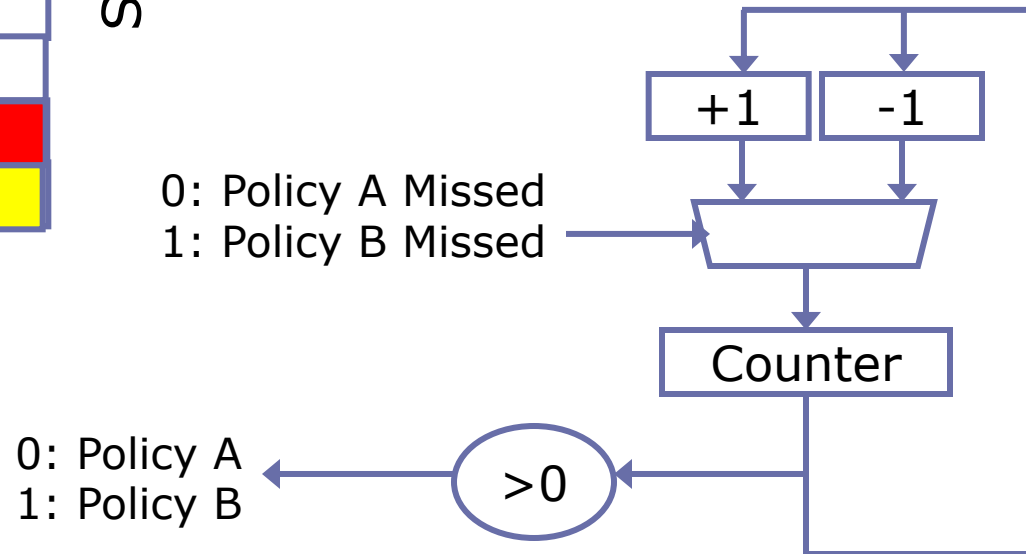 S
+1
-1
0: Policy A Missed
1: Policy B Missed
Counter
0: Policy A
1: Policy B
>0